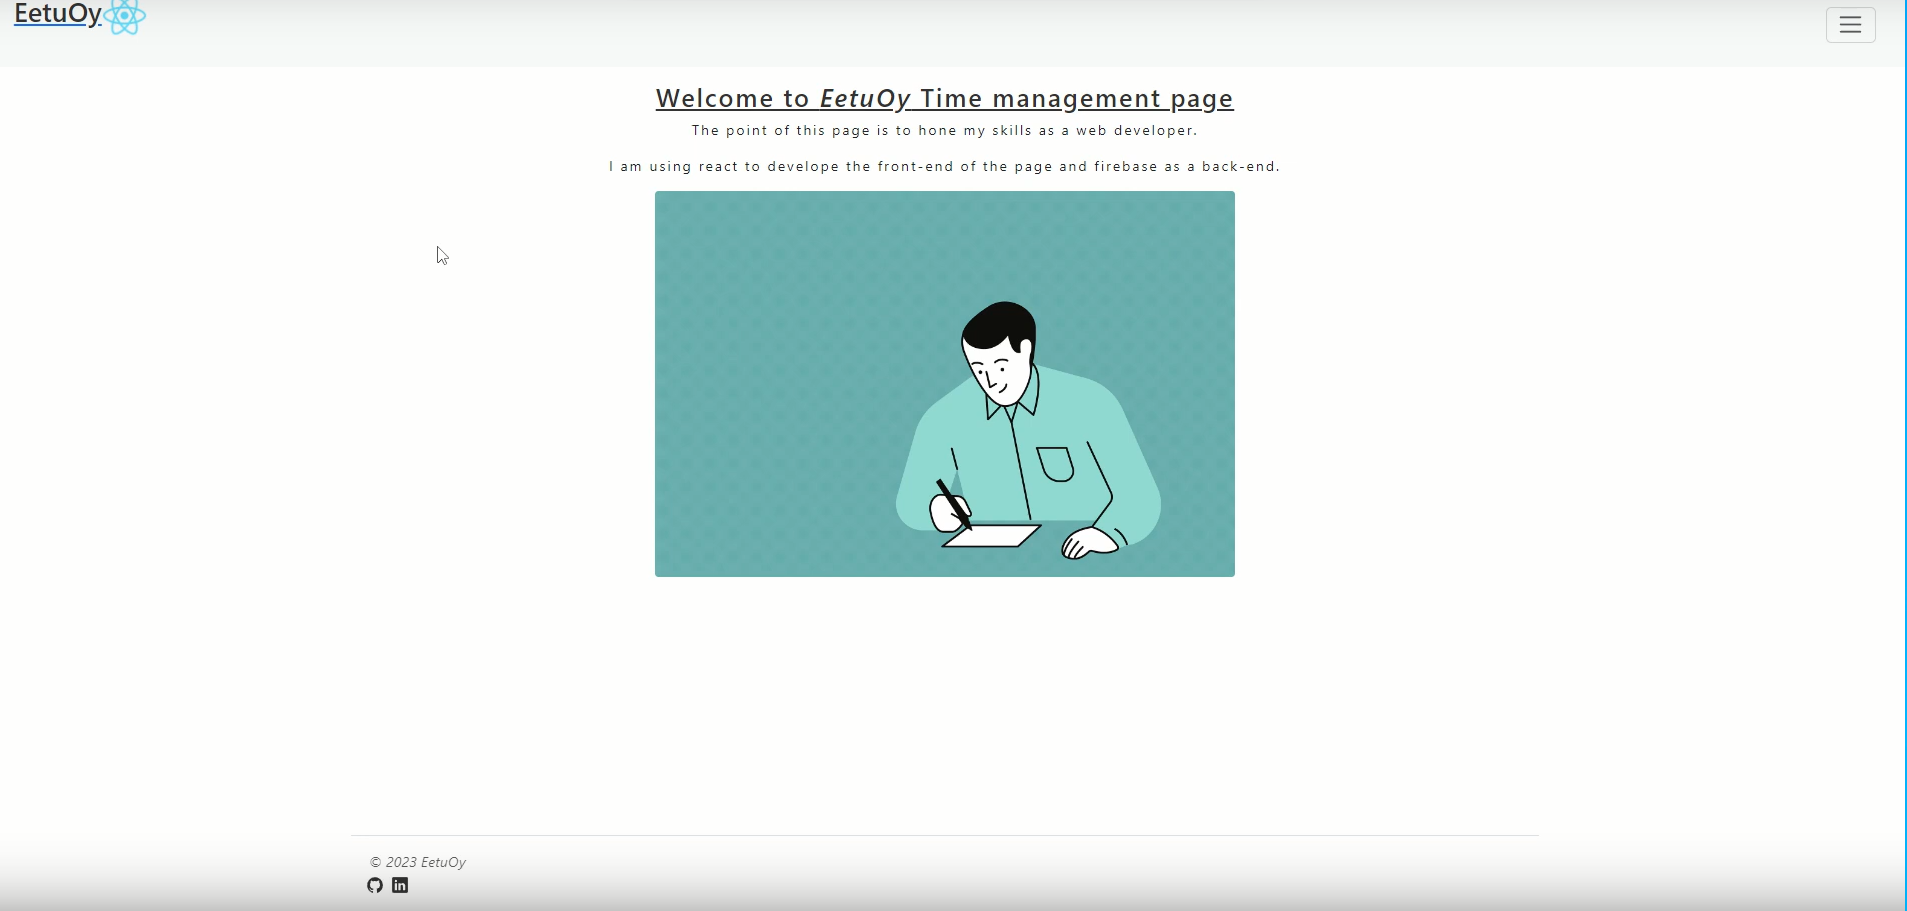 EetuOy
Welcome to EetuOy Time management page
The point of this page is to hone my skills as a web developer.
I am using react to develope the front-end of the page and firebase as a back-end.
© 2023 EetuOy
in